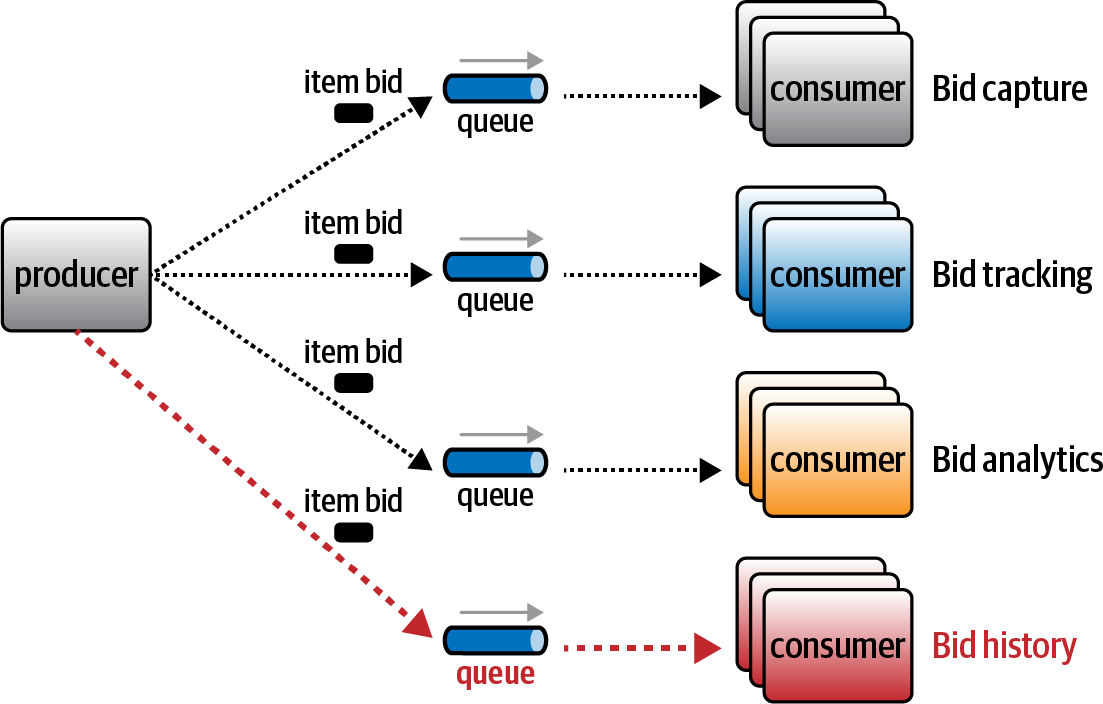 item bid
queue
consumer
Bid capture
item bid
queue
consumer
Bid tracking
producer
item bid
queue
consumer
Bid analytics
item bid
queue
consumer
Bid history